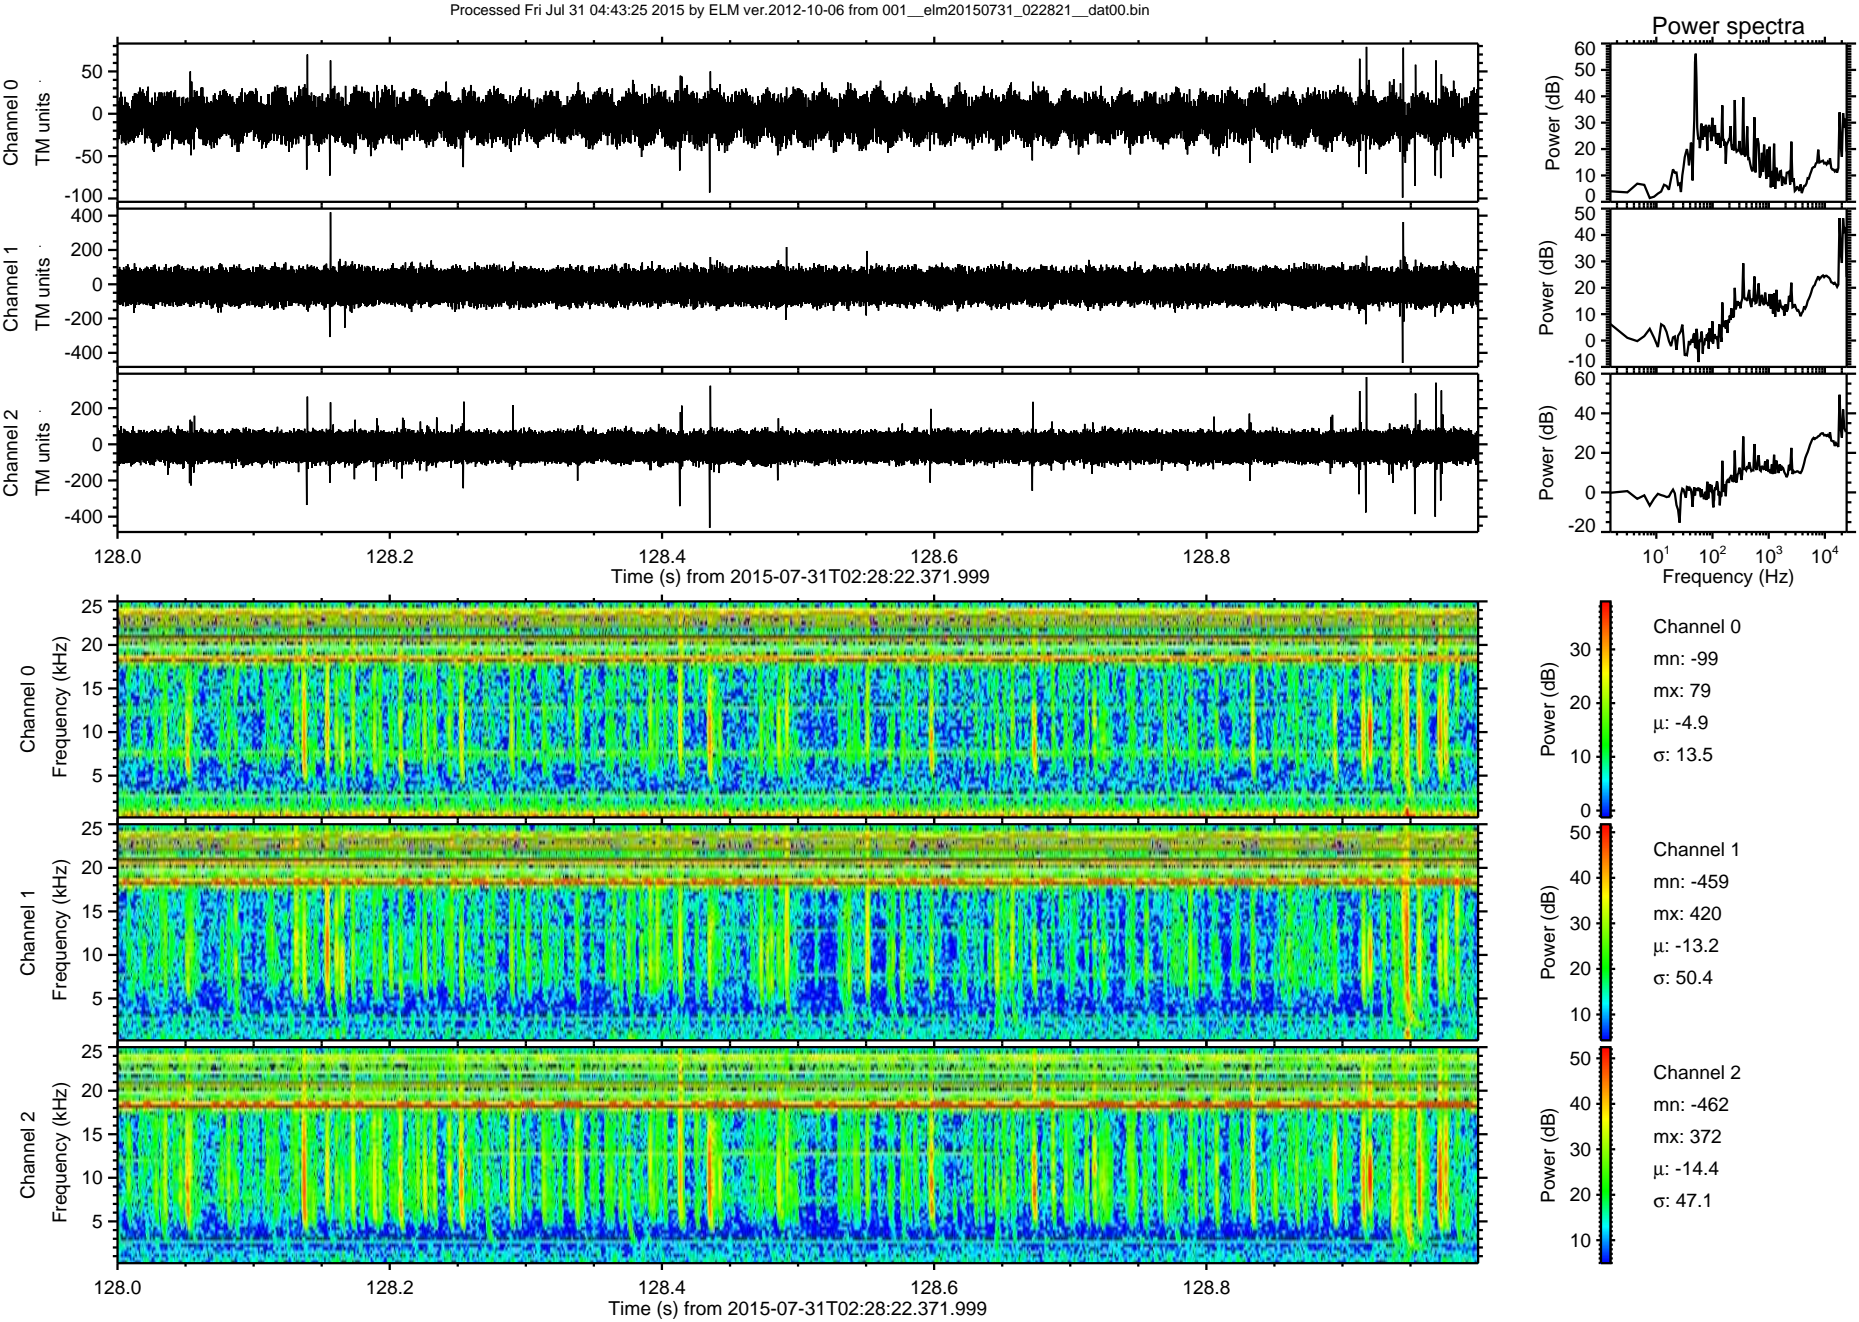 Processed Fri Jul 31 04:43:25 2015 by ELM ver.2012-10-06 from 001__elm20150731_022821__dat00.bin
Power spectra
Channel 0
TM units
50
0
-50
-100
Power (dB)
60
50
40
30
20
10
0
Channel 1
TM units
400
200
0
-200
-400
Power (dB)
50
40
30
20
10
0
-10
Channel 2
TM units
200
0
-200
-400
Power (dB)
60
40
20
0
-20
128.0 128.2 128.4 128.6 128.8
Time (s) from 2015-07-31T02:28:22.371.999
10^1 10^2 10^3 10^4
Frequency (Hz)
Channel 0
Frequency (kHz)
25
20
15
10
5
Power (dB)
30
20
10
0
Channel 0
mn: -99
mx: 79
μ: -4.9
σ: 13.5
Channel 1
Frequency (kHz)
25
20
15
10
5
Power (dB)
50
40
30
20
10
Channel 1
mn: -459
mx: 420
μ: -13.2
σ: 50.4
Channel 2
Frequency (kHz)
25
20
15
10
5
Power (dB)
50
40
30
20
10
Channel 2
mn: -462
mx: 372
μ: -14.4
σ: 47.1
128.0 128.2 128.4 128.6 128.8
Time (s) from 2015-07-31T02:28:22.371.999